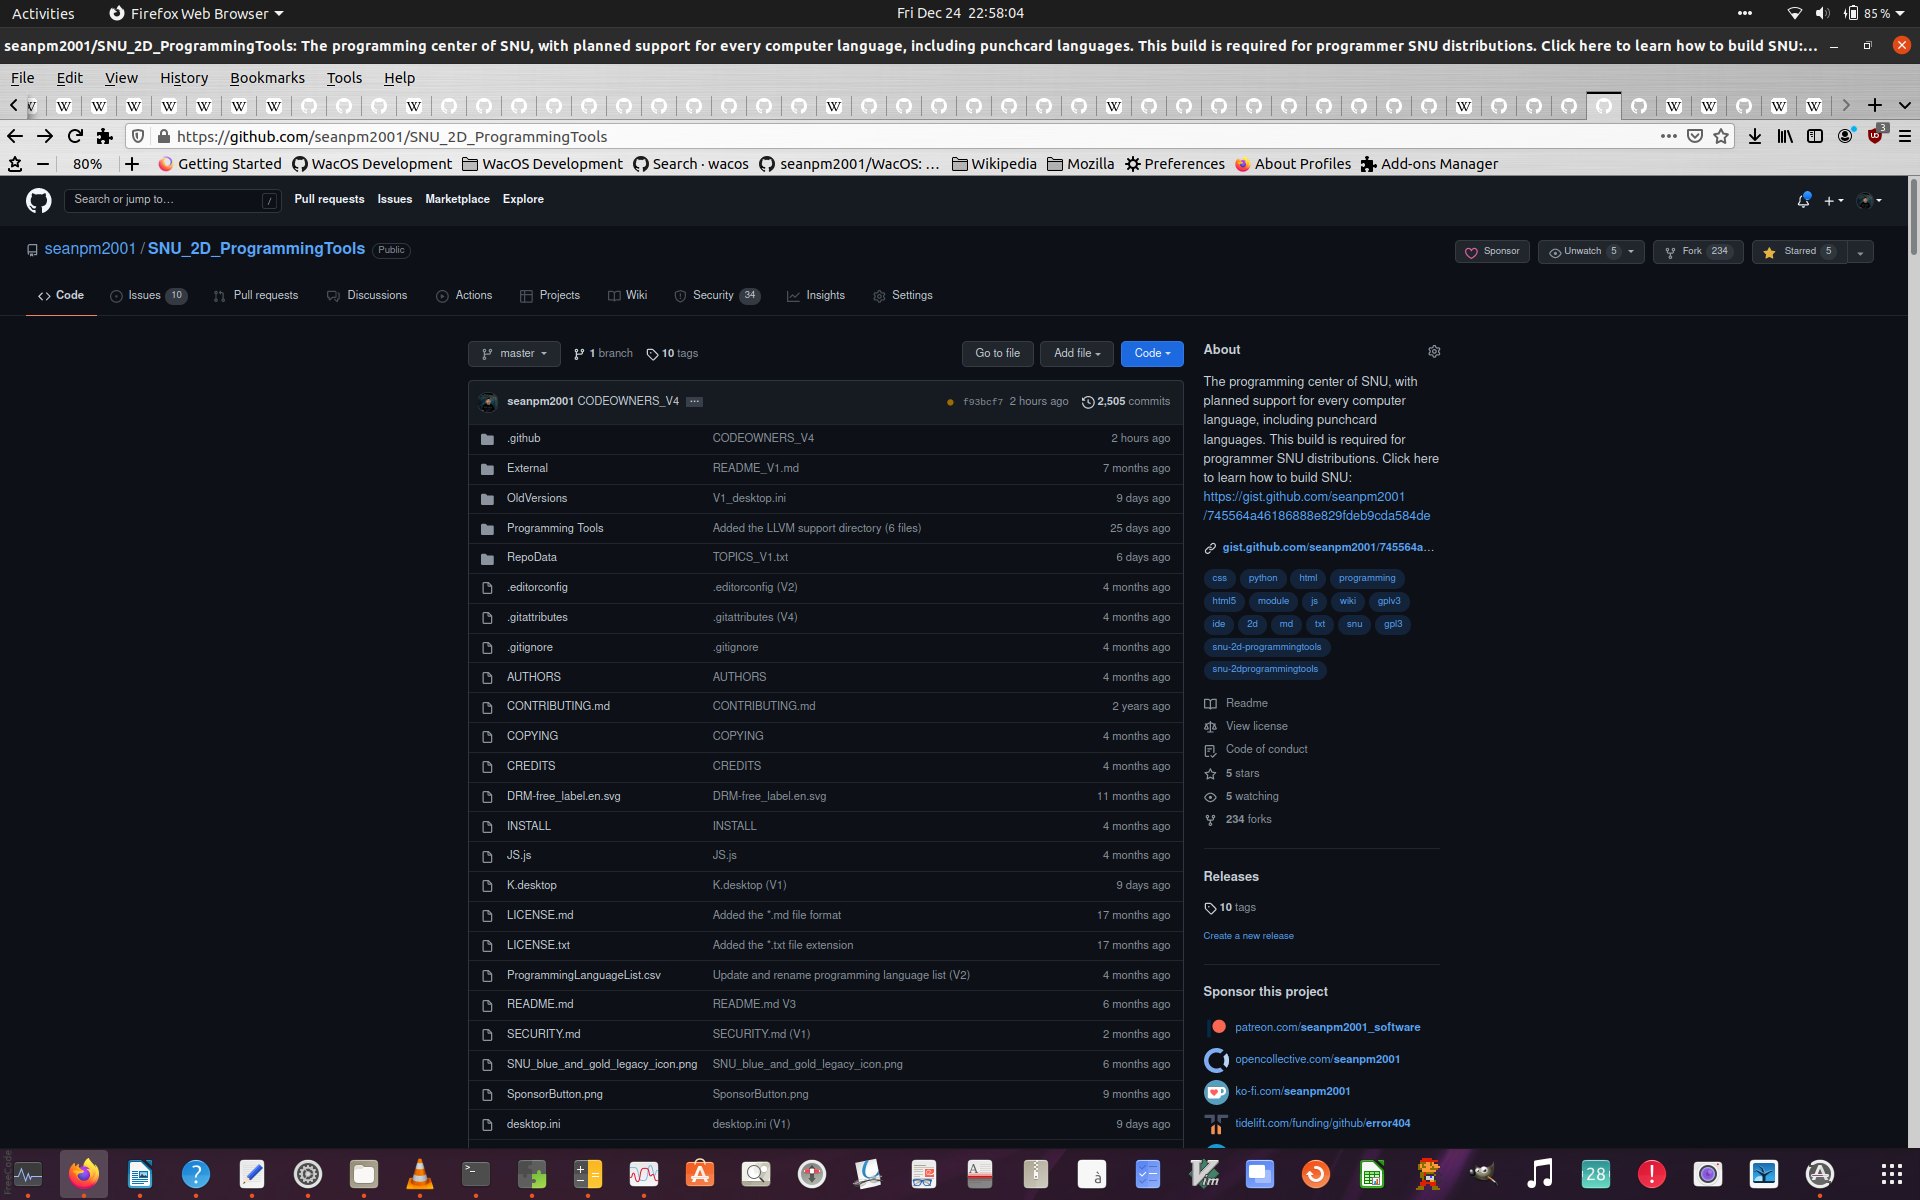 Activities
Firefox Web Browser
Fri Dec 24 22:58:04
85 %
seanpm2001/SNU_2D_ProgrammingTools: The programming center of SNU, with planned support for every computer language, including punchcard languages. This build is required for programmer SNU distributions. Click here to learn how to build SNU:…
File Edit View History Bookmarks Tools Help
https://github.com/seanpm2001/SNU_2D_ProgrammingTools
3
80%
Getting Started
WacOS Development
WacOS Development
Search · wacos
seanpm2001/WacOS: …
Wikipedia
Mozilla
Preferences
About Profiles
Add-ons Manager
Search or jump to…
/
Pull requests Issues Marketplace Explore
seanpm2001 / SNU_2D_ProgrammingTools Public
Sponsor
Unwatch 5
Fork 234
Starred 5
Code
Issues 10
Pull requests
Discussions
Actions
Projects
Wiki
Security 34
Insights
Settings
master
1 branch
10 tags
Go to file
Add file
Code
seanpm2001 CODEOWNERS_V4 … f93bcf7 2 hours ago 2,505 commits
.github CODEOWNERS_V4 2 hours ago
External README_V1.md 7 months ago
OldVersions V1_desktop.ini 9 days ago
Programming Tools Added the LLVM support directory (6 files) 25 days ago
RepoData TOPICS_V1.txt 6 days ago
.editorconfig .editorconfig (V2) 4 months ago
.gitattributes .gitattributes (V4) 4 months ago
.gitignore .gitignore 4 months ago
AUTHORS AUTHORS 4 months ago
CONTRIBUTING.md CONTRIBUTING.md 2 years ago
COPYING COPYING 4 months ago
CREDITS CREDITS 4 months ago
DRM-free_label.en.svg DRM-free_label.en.svg 11 months ago
INSTALL INSTALL 4 months ago
JS.js JS.js 4 months ago
K.desktop K.desktop (V1) 9 days ago
LICENSE.md Added the *.md file format 17 months ago
LICENSE.txt Added the *.txt file extension 17 months ago
ProgrammingLanguageList.csv Update and rename programming language list (V2) 4 months ago
README.md README.md V3 6 months ago
SECURITY.md SECURITY.md (V1) 2 months ago
SNU_blue_and_gold_legacy_icon.png SNU_blue_and_gold_legacy_icon.png 6 months ago
SponsorButton.png SponsorButton.png 9 months ago
desktop.ini desktop.ini (V1) 9 days ago
About
The programming center of SNU, with
planned support for every computer
language, including punchcard
languages. This build is required for
programmer SNU distributions. Click here
to learn how to build SNU:
https://gist.github.com/seanpm2001
/745564a46186888e829fdeb9cda584de
gist.github.com/seanpm2001/745564a…
css python html programming
html5 module js wiki gplv3
ide 2d md txt snu gpl3
snu-2d-programmingtools
snu-2dprogrammingtools
Readme
View license
Code of conduct
5 stars
5 watching
234 forks
Releases
10 tags
Create a new release
Sponsor this project
patreon.com/seanpm2001_software
opencollective.com/seanpm2001
ko-fi.com/seanpm2001
tidelift.com/funding/github/error404
28